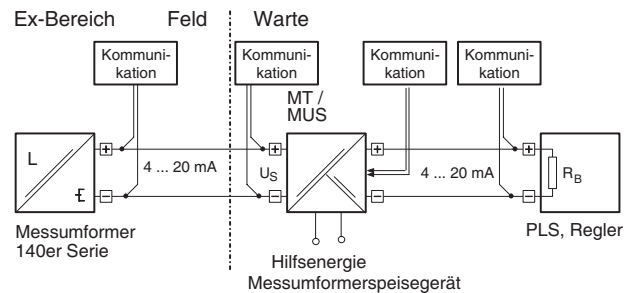 Ex-Bereich Feld Warte
Kommuni-
kation
Kommuni-
kation
Kommuni-
kation
Kommuni-
kation
MT /
MUS
L
+
+
+
+
4 ... 20 mA
US
4 ... 20 mA
RB
E
−
−
−
−
Messumformer
140er Serie
PLS, Regler
Hilfsenergie
Messumformerspeisegerät